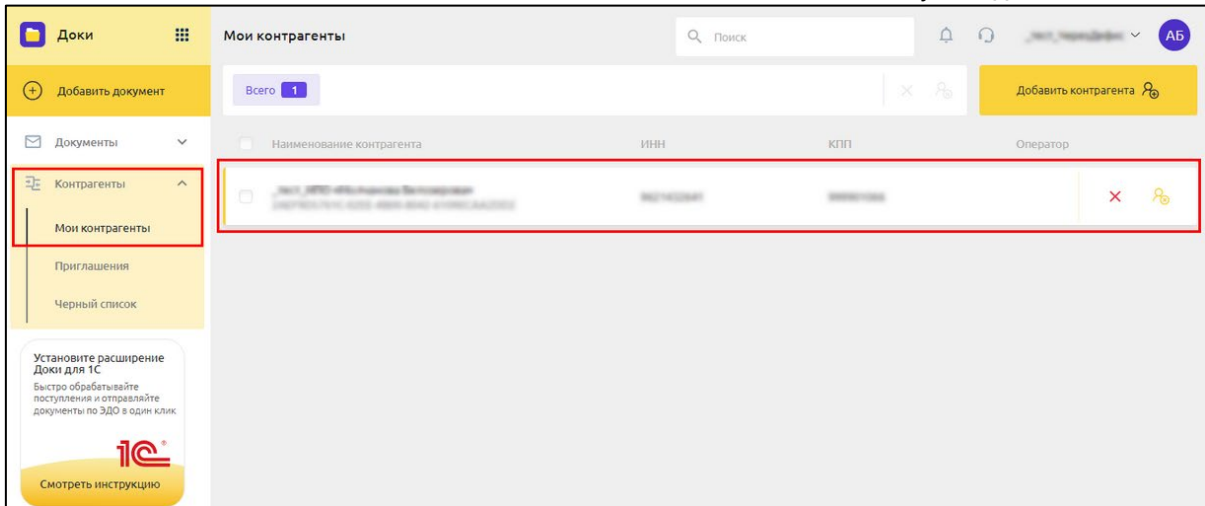 Доки
Мои контрагенты
Поиск
АБ
Добавить документ
Всего 1
Добавить контрагента
Документы
Наименование контрагента ИНН КПП Оператор
Контрагенты
Мои контрагенты
Приглашения
Черный список
Установите расширение
Доки для 1С
Быстро обрабатывайте
поступления и отправляйте
документы по ЭДО в один клик
1С
Смотреть инструкцию